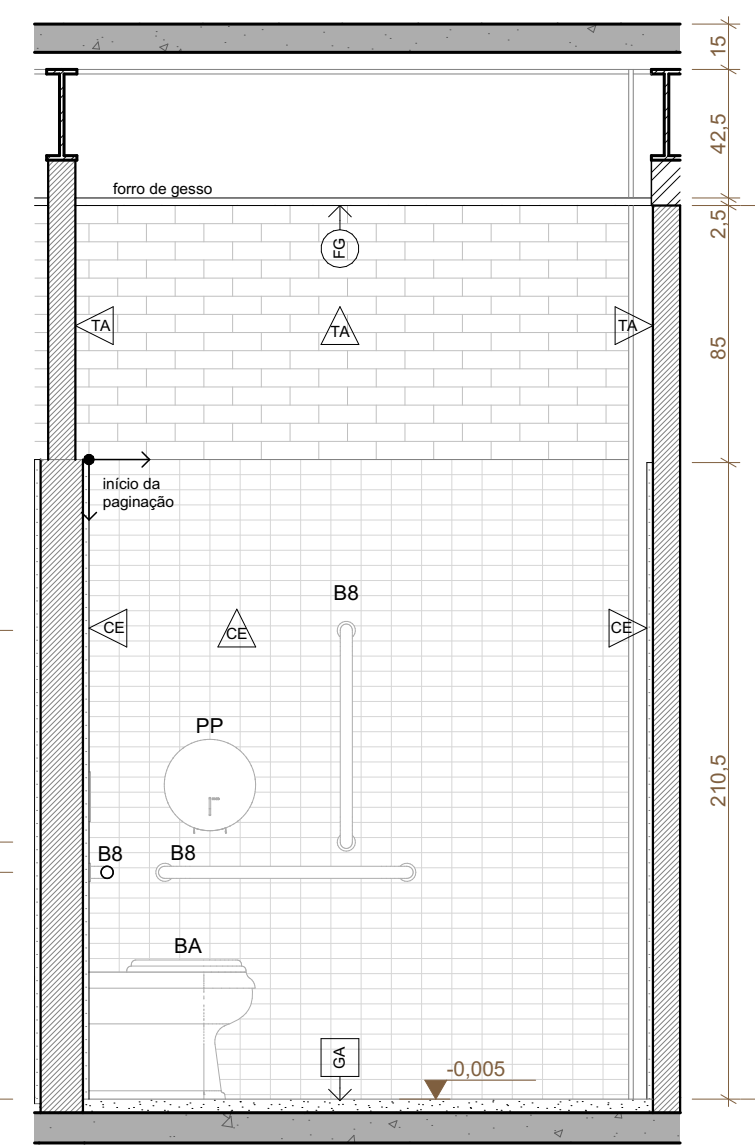 15
42,5
forro de gesso
2,5
FG
TA
TA
TA
85
início da
paginação
B8
CE
CE
CE
PP
210,5
B8
B8
BA
GA
-0,005